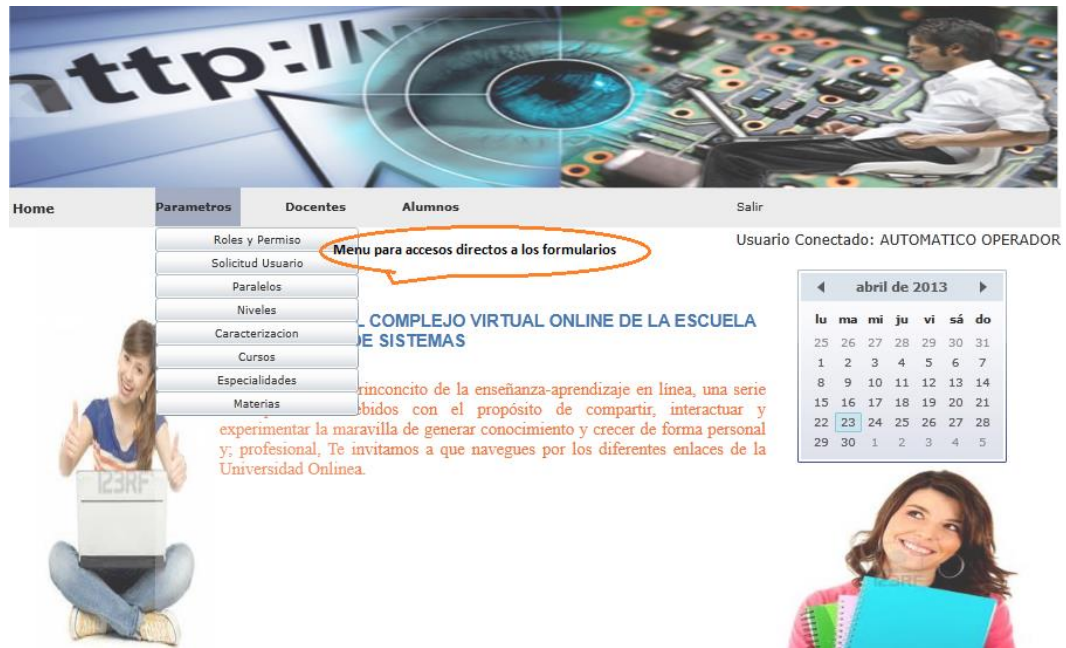 http://w
Home Parametros Docentes Alumnos Salir
Roles y Permiso
Solicitud Usuario
Paralelos
Niveles
Caracterizacion
Cursos
Especialidades
Materias
Menu para accesos directos a los formularios
Usuario Conectado: AUTOMATICO OPERADOR
abril de 2013
lu ma mi ju vi sá do
25 26 27 28 29 30 31
1 2 3 4 5 6 7
8 9 10 11 12 13 14
15 16 17 18 19 20 21
22 23 24 25 26 27 28
29 30 1 2 3 4 5
COMPLEJO VIRTUAL ONLINE DE LA ESCUELA
DE SISTEMAS
rinconcito de la enseñanza-aprendizaje en línea, una serie
con el propósito de compartir, interactuar y
experimentar la maravilla de generar conocimiento y crecer de forma personal
y; profesional, Te invitamos a que navegues por los diferentes enlaces de la
Universidad Onlinea.
123RF
123RF